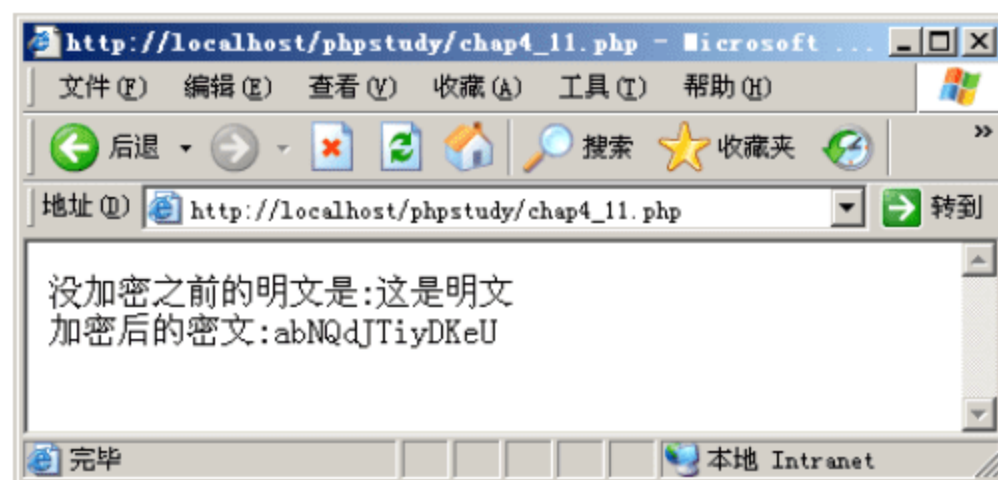 http://localhost/phpstudy/chap4_11.php - Microsoft ...
文件(F) 编辑(E) 查看(V) 收藏(A) 工具(T) 帮助(H)
后退 搜索 收藏夹 »
地址(D) http://localhost/phpstudy/chap4_11.php 转到
没加密之前的明文是:这是明文
加密后的密文:abNQdJTiyDKeU
完毕 本地 Intranet